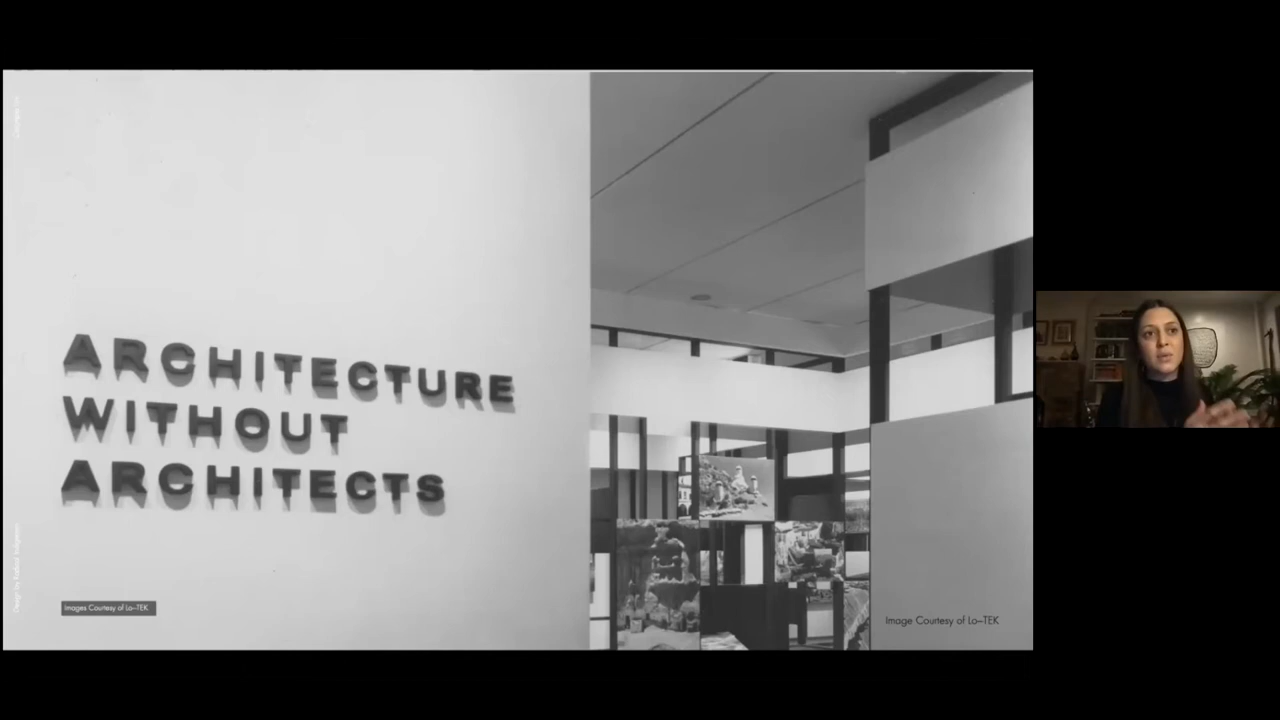 ARCHITECTURE
WITHOUT
ARCHITECTS
Images Courtesy of Lo–TEK
Image Courtesy of Lo–TEK